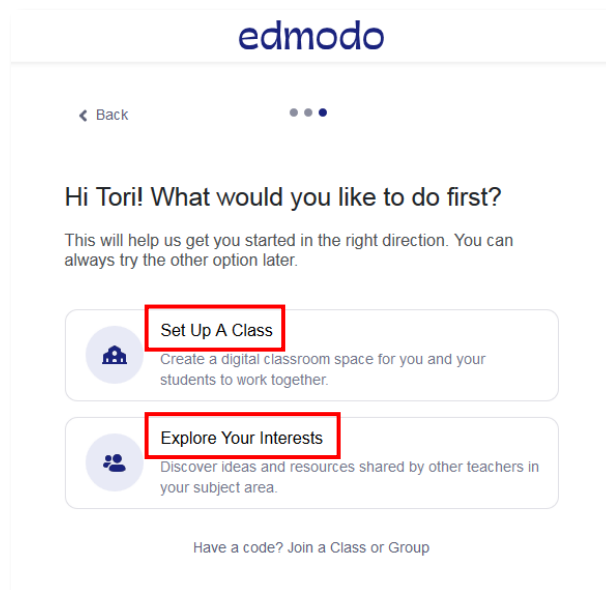 edmodo
Back
Hi Tori! What would you like to do first?
This will help us get you started in the right direction. You can
always try the other option later.
Set Up A Class
Create a digital classroom space for you and your
students to work together.
Explore Your Interests
Discover ideas and resources shared by other teachers in
your subject area.
Have a code? Join a Class or Group